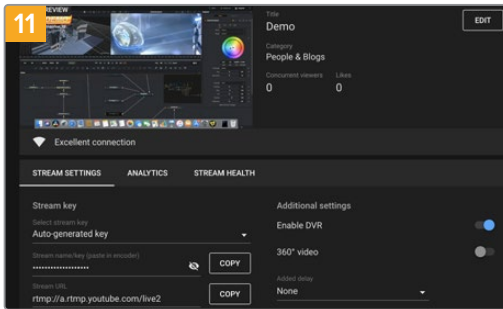 11
PREVIEW
Title
Demo
EDIT
Category
People & Blogs
Concurrent viewers Likes
0 0
Excellent connection
STREAM SETTINGS ANALYTICS STREAM HEALTH
Stream key Additional settings
Select stream key
Auto-generated key
Enable DVR
Stream name/key (paste in encoder)
360° video
•••••••••••••••••••• COPY
Added delay
None
Stream URL
rtmp://a.rtmp.youtube.com/live2 COPY